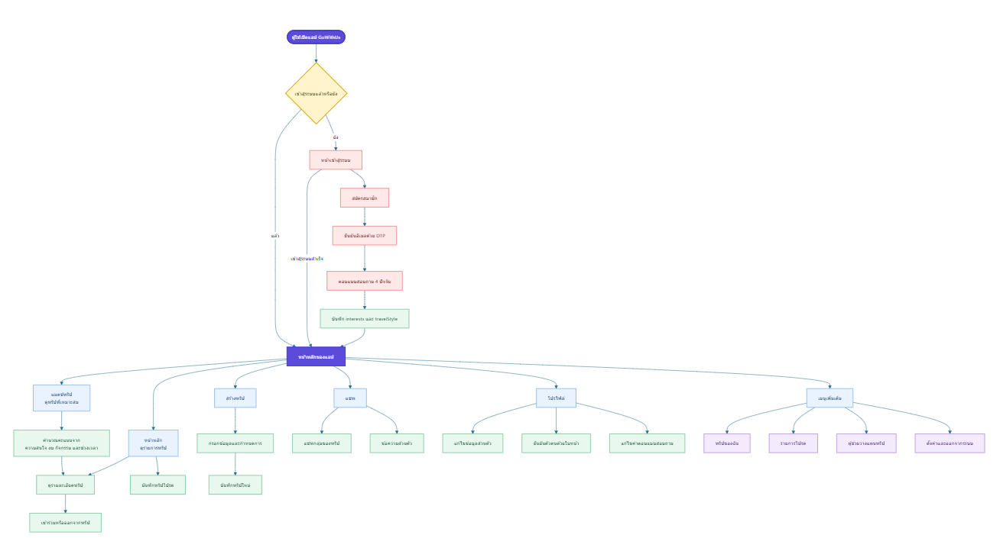 ผู้ใช้เปิดแอป GoWithUs
เข้าสู่ระบบแล้วหรือยัง
ยัง
หน้าเข้าสู่ระบบ
สมัครสมาชิก
ยืนยันอีเมลด้วย OTP
แล้ว
เข้าสู่ระบบสำเร็จ
ตอบแบบสอบถาม 4 ปัจจัย
บันทึก interests และ travelStyle
หน้าหลักของแอป
แมตช์ทริป
ดูทริปที่เหมาะสม
สร้างทริป
แชท
โปรไฟล์
เมนูเพิ่มเติม
คำนวณคะแนนจาก
ความสนใจ งบ กิจกรรม และช่วงเวลา
หน้าหลัก
ดูรายการทริป
กรอกข้อมูลและกำหนดการ
แชทกลุ่มของทริป
ข้อความส่วนตัว
แก้ไขข้อมูลส่วนตัว
ยืนยันตัวตนด้วยใบหน้า
แก้ไขคำตอบแบบสอบถาม
ทริปของฉัน
รายการโปรด
ผู้ช่วยวางแผนทริป
ตั้งค่าและออกจากระบบ
ดูรายละเอียดทริป
บันทึกทริปโปรด
บันทึกทริปใหม่
เข้าร่วมหรือออกจากทริป